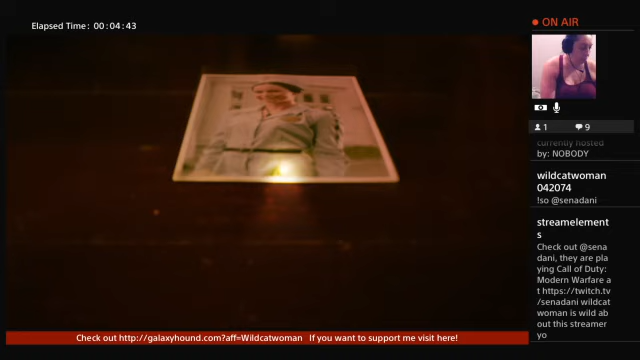 Elapsed Time: 00:04:43
ON AIR
1
9
currently hosted
by: NOBODY
wildcatwoman
042074
!so @senadani
streamelement
s
Check out @sena
dani, they are pla
ying Call of Duty:
Modern Warfare a
t https://twitch.tv
/senadani wildcat
woman is wild ab
out this streamer
yo
Check out http://galaxyhound.com?aff=Wildcatwoman If you want to support me visit here!